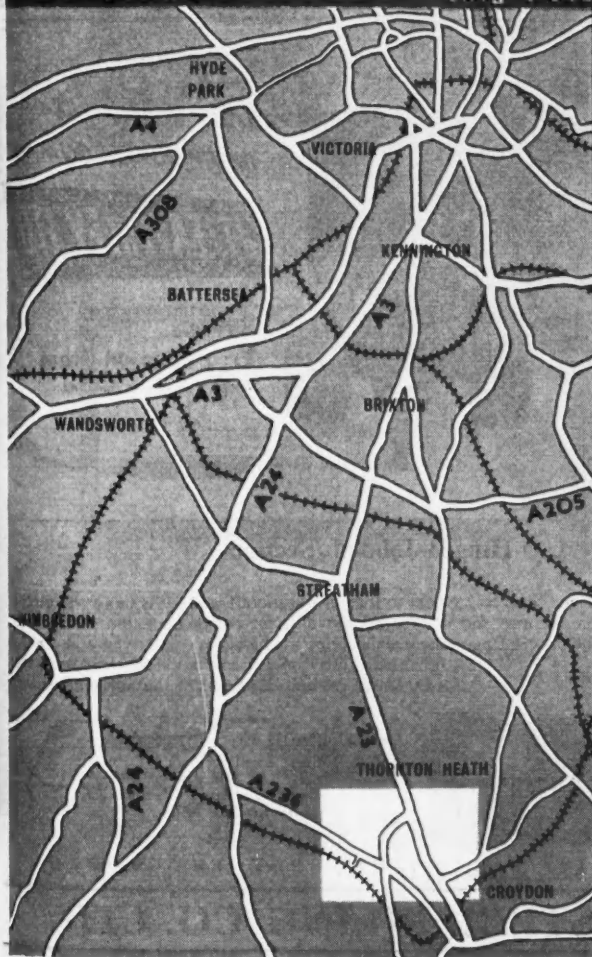 HYDE
PARK
A4
VICTORIA
A308
KENNINGTON
BATTERSEA
A3
A3
BRIXTON
WANDSWORTH
A24
A205
STREATHAM
WIMBLEDON
A23
THORNTON HEATH
A24
A236
CROYDON